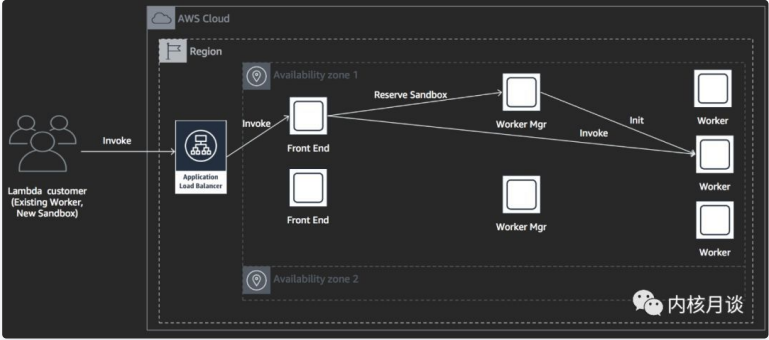 AWS Cloud
Region
Availability zone 1
Reserve Sandbox
Invoke
Invoke
Front End
Worker Mgr
Init
Invoke
Worker
Application
Load Balancer
Worker
Lambda customer
(Existing Worker,
New Sandbox)
Front End
Worker Mgr
Worker
Availability zone 2
内核月谈